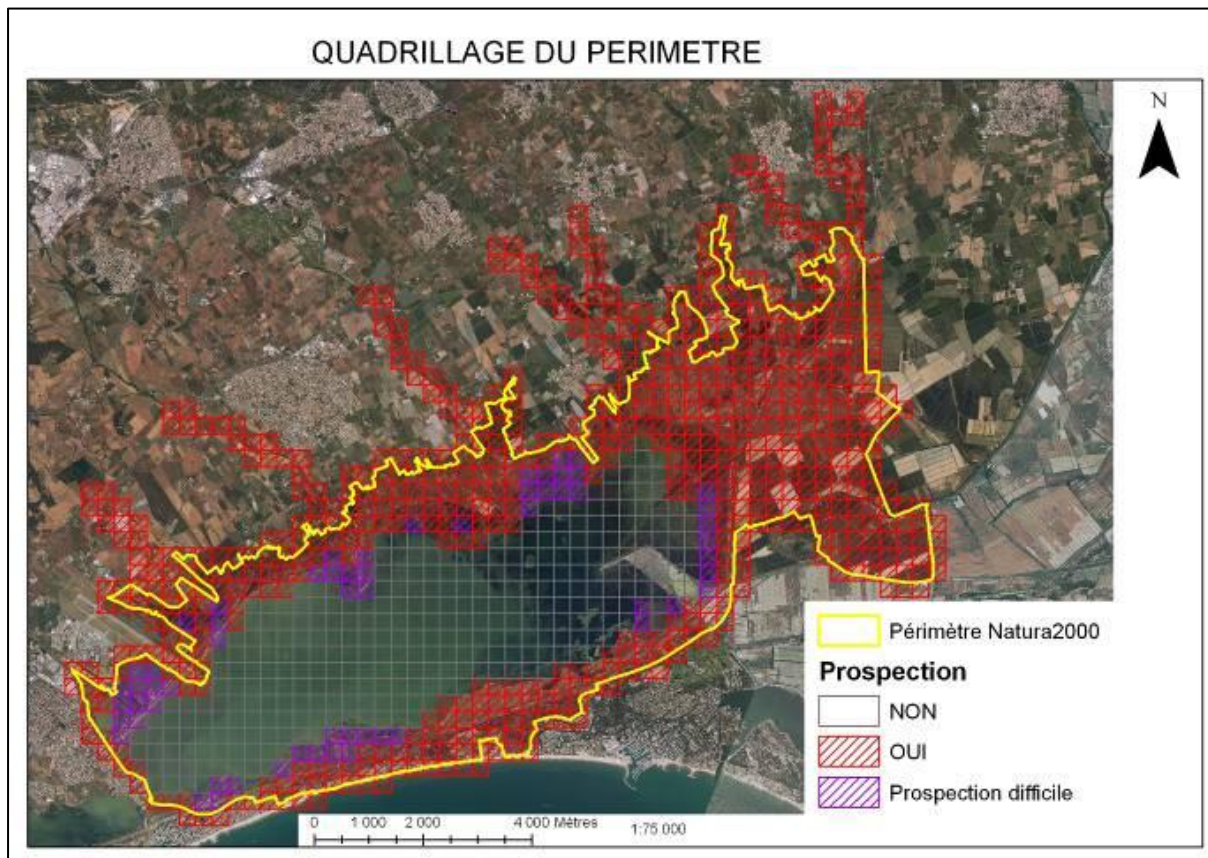 QUADRILLAGE DU PERIMETRE
N
Périmètre Natura2000
Prospection
NON
OUI
Prospection difficile
0 1 000 2 000 4 000 Mètres
1:75 000